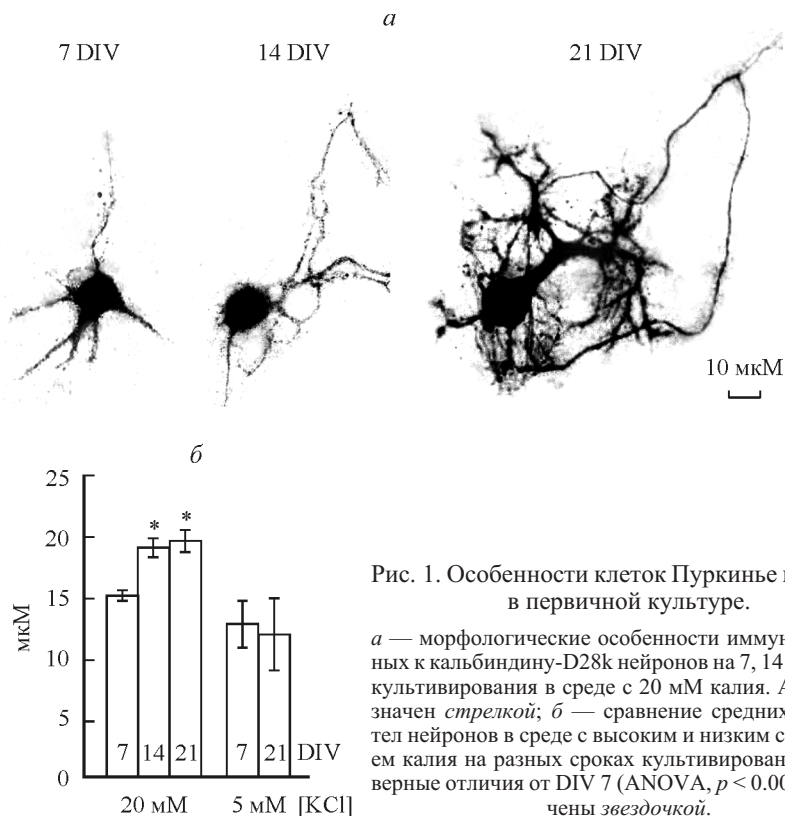 а
7 DIV 14 DIV 21 DIV
10 мкМ
б
25
20
15
10
5
0
мкМ
* *
7 14 21 7 21 DIV
20 мМ 5 мМ [KCl]
Рис. 1. Особенности клеток Пуркинье
в первичной культуре.
а — морфологические особенности иммун
ных к кальбиндину-D28k нейронов на 7, 14
культивирования в среде с 20 мМ калия. А
значен стрелкой; б — сравнение средних
тел нейронов в среде с высоким и низким с
ем калия на разных сроках культивирован
верные отличия от DIV 7 (ANOVA, p < 0.00
чены звездочкой.